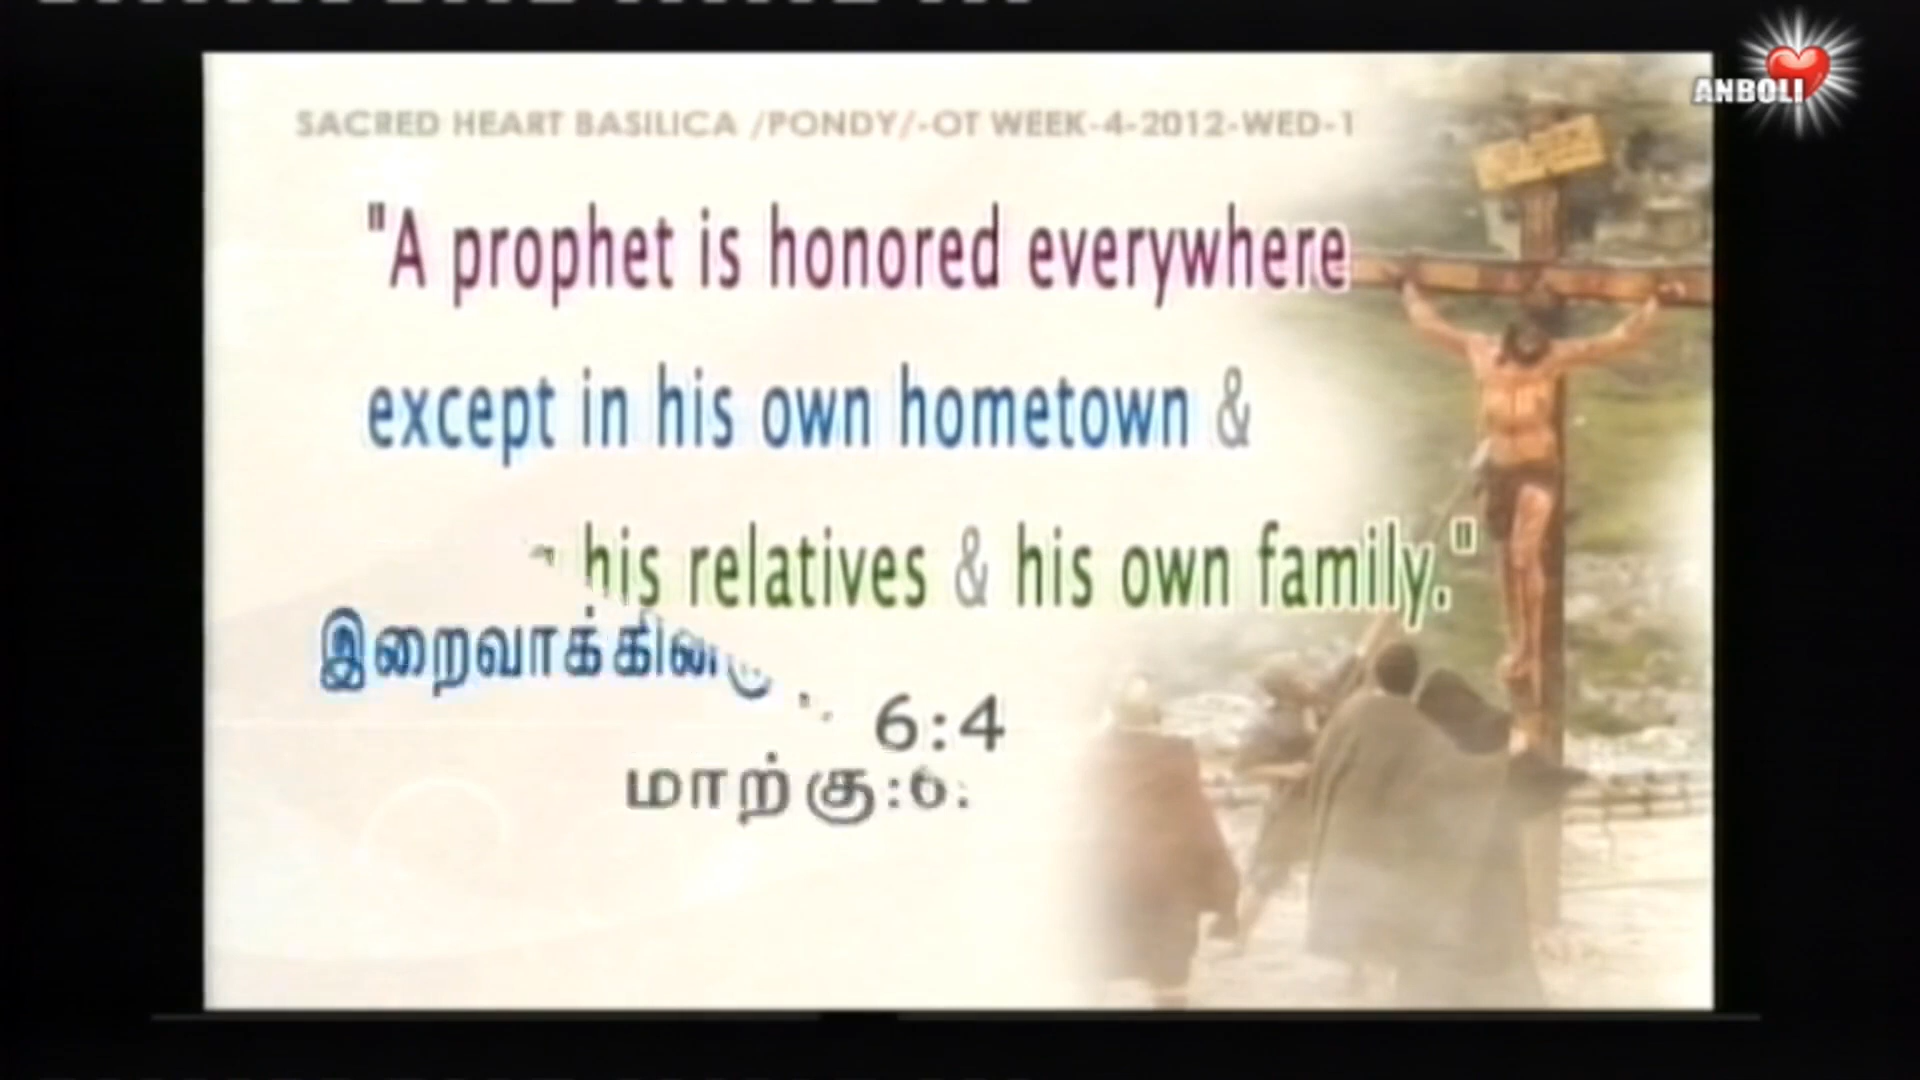 ANBOLI
SACRED HEART BASILICA /PONDY/-OT WEEK-4-2012-WED-1
"A prophet is honored everywhere
except in his own hometown &
his relatives & his own family."
6:4
மாற்கு:6: